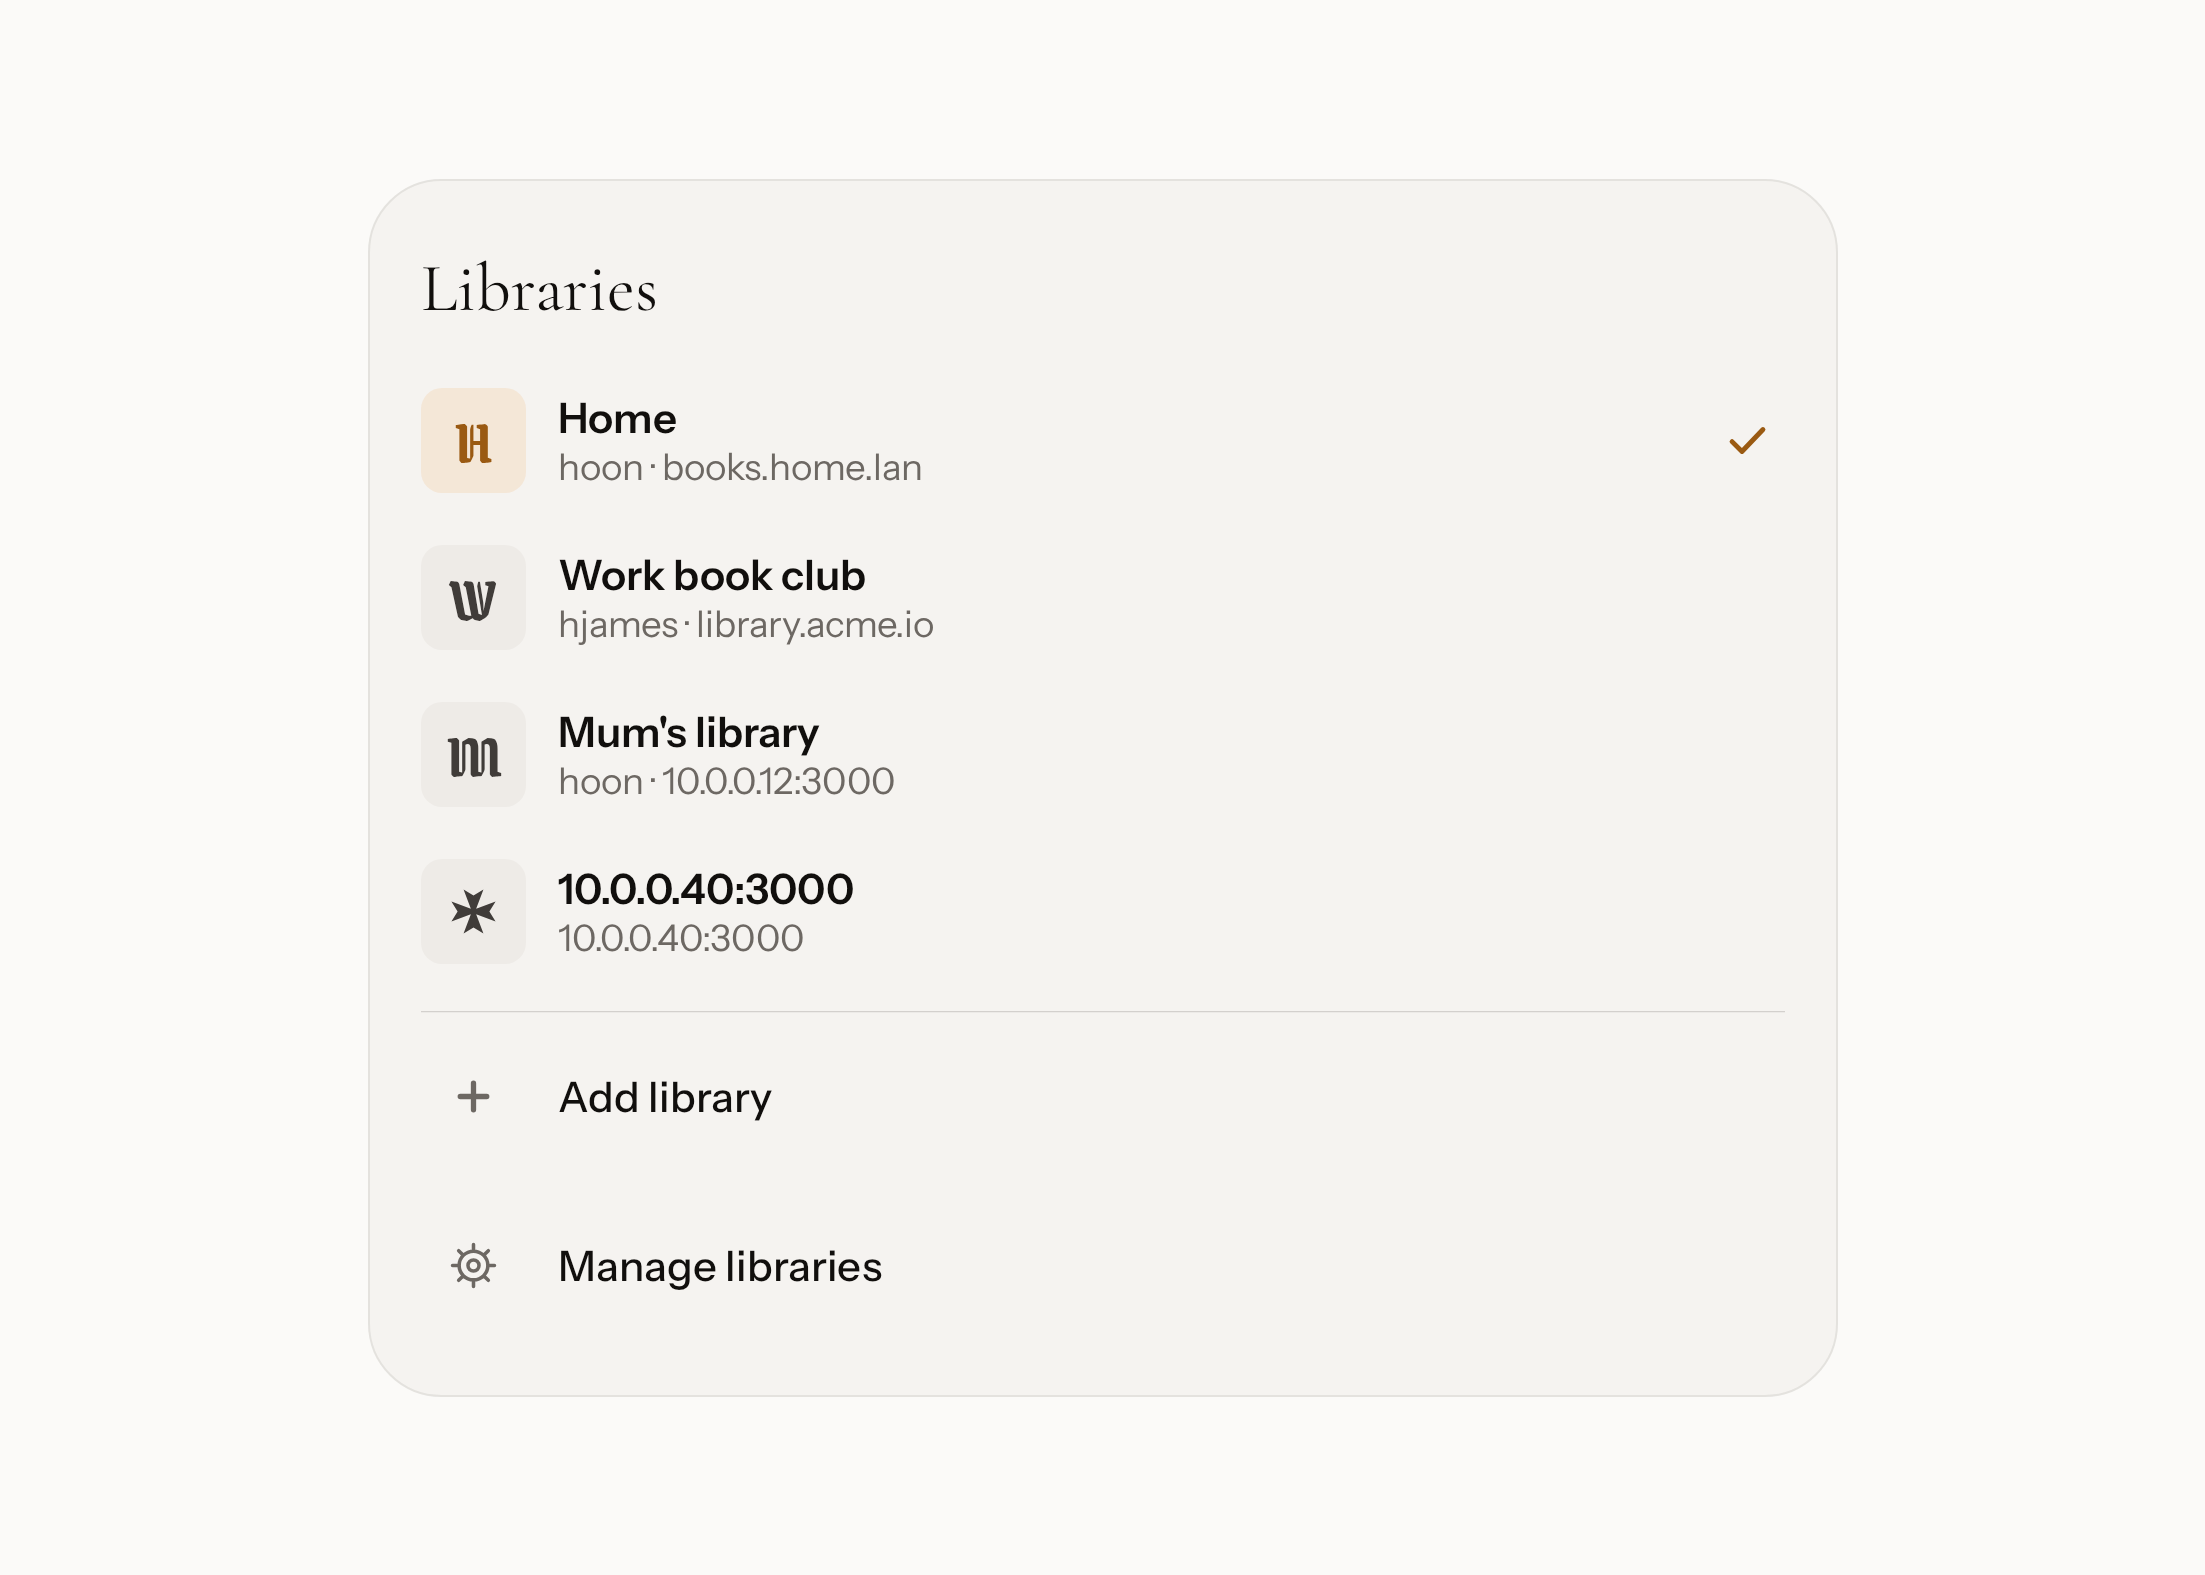 Libraries
H
Home
hoon · books.home.lan
W
Work book club
hjames · library.acme.io
M
Mum's library
hoon · 10.0.0.12:3000
10.0.0.40:3000
10.0.0.40:3000
Add library
Manage libraries